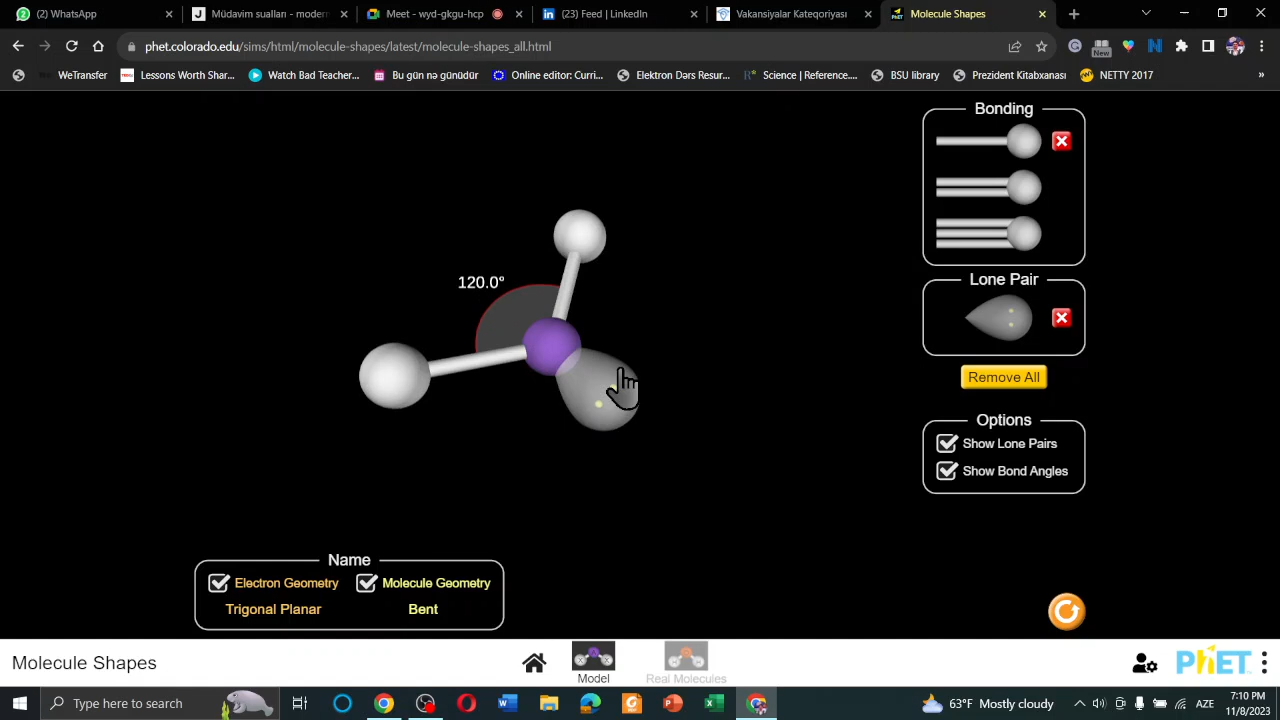 (2) WhatsApp
Müdavim sualları - modern
Meet - wyd-gkgu-hcp
(23) Feed | LinkedIn
Vakansiyalar Kateqoriyası
Molecule Shapes
phet.colorado.edu/sims/html/molecule-shapes/latest/molecule-shapes_all.html
New
WeTransfer
Lessons Worth Shar...
Watch Bad Teacher...
Bu gün nə günüdür
Online editor: Curri...
Elektron Dərs Resur...
Science | Reference....
BSU library
Prezident Kitabxanası
NETTY 2017
»
Bonding
Lone Pair
Remove All
Options
Show Lone Pairs
Show Bond Angles
120.0°
Name
Electron Geometry
Molecule Geometry
Trigonal Planar
Bent
Molecule Shapes
Model
Real Molecules
PhET
Type here to search
63°F Mostly cloudy
AZE
7:10 PM
11/8/2023